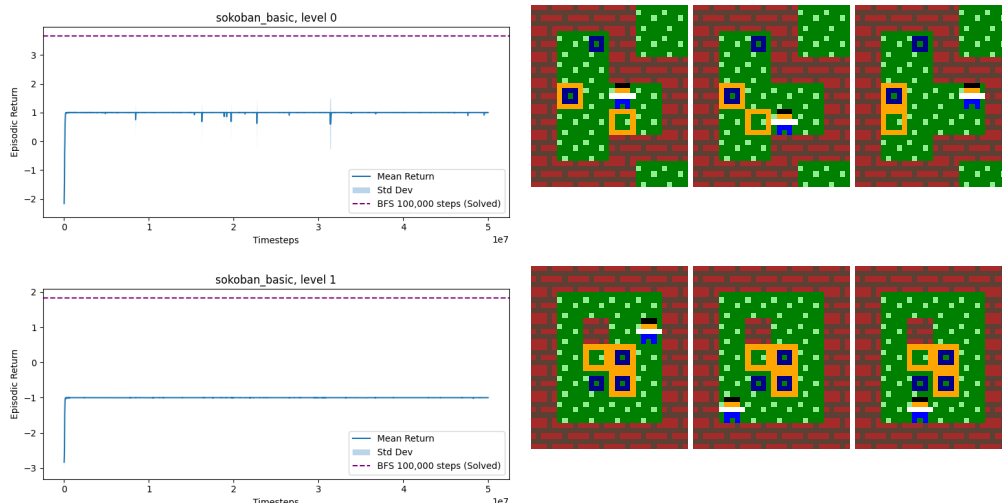 sokoban_basic, level 0
Episodic Return
3
2
1
0
−1
−2
Mean Return
Std Dev
BFS 100,000 steps (Solved)
0
1
2
3
4
5
Timesteps
1e7
sokoban_basic, level 1
Episodic Return
2
1
0
−1
−2
−3
Mean Return
Std Dev
BFS 100,000 steps (Solved)
0
1
2
3
4
5
Timesteps
1e7